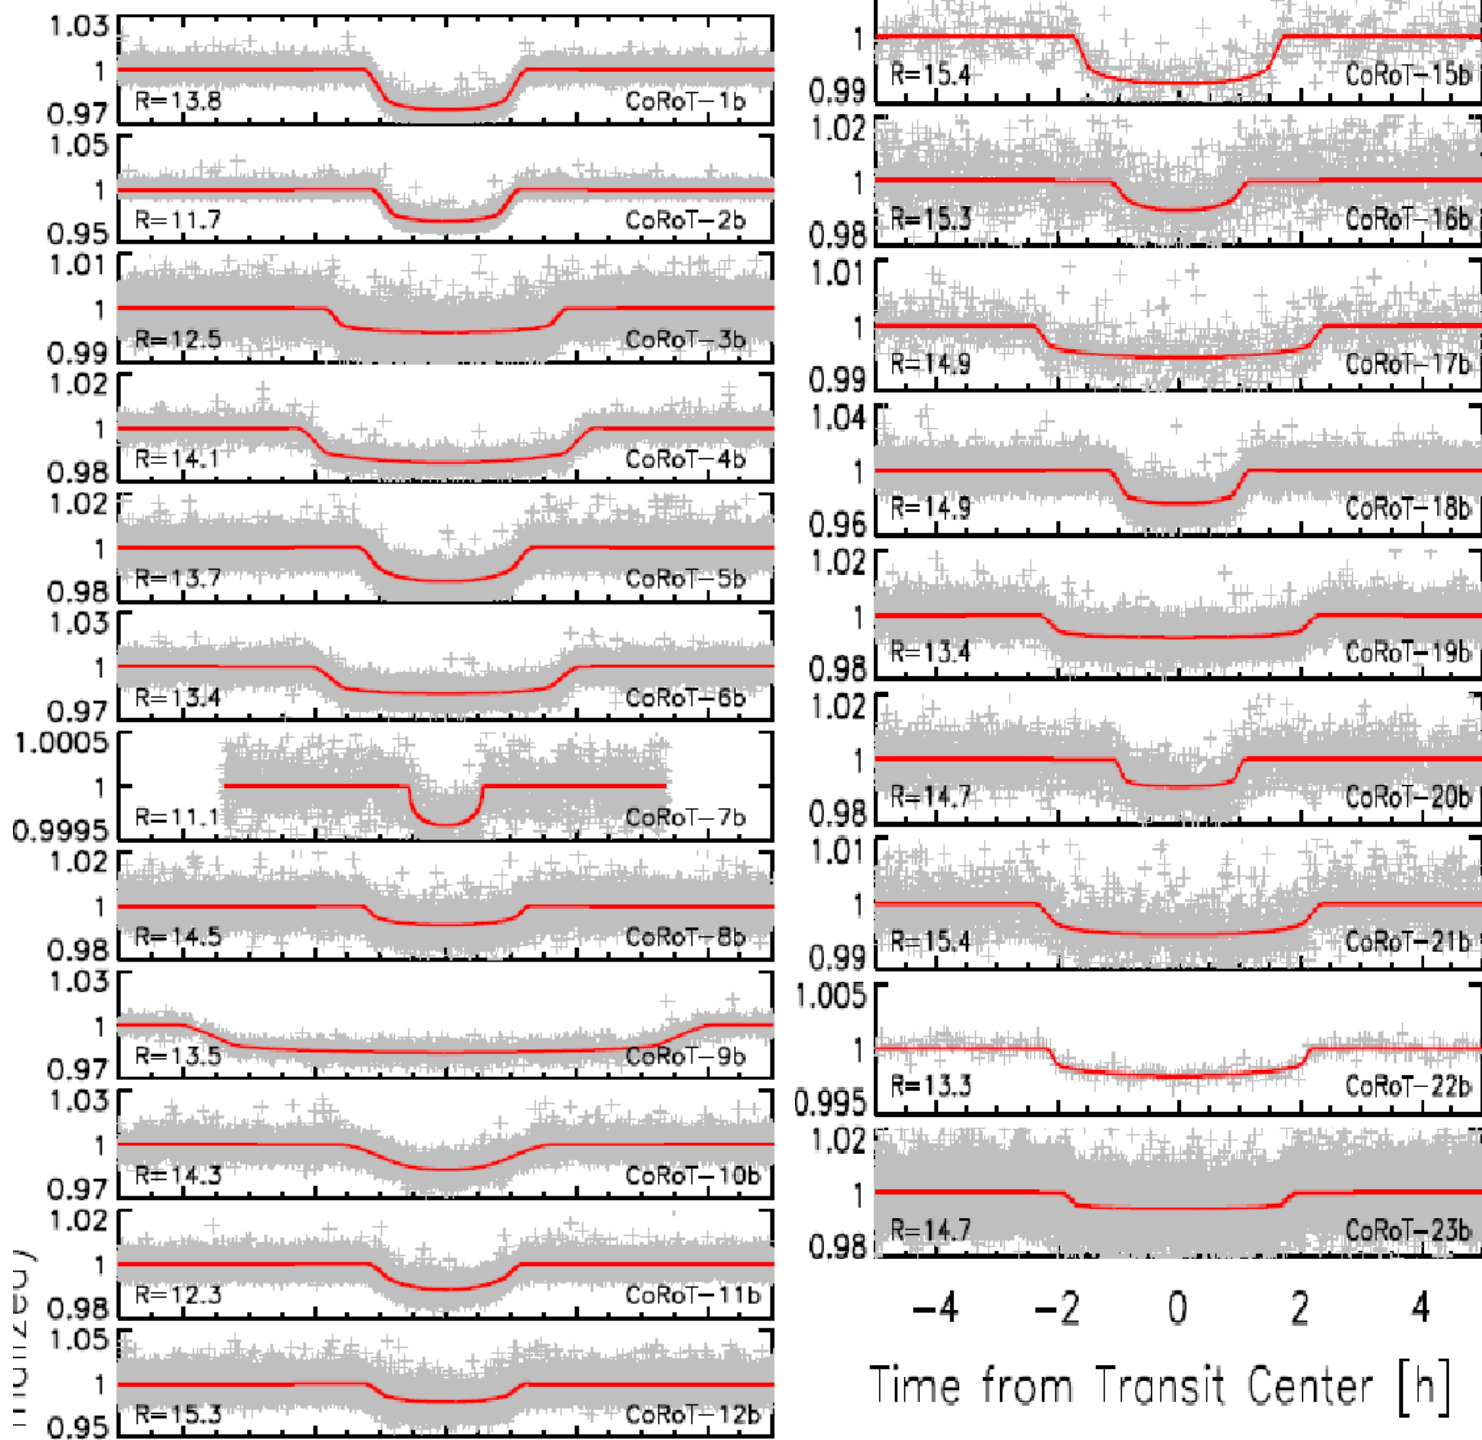 1.03
1
0.97
R=13.8 CoRoT-1b
1.05
1
0.95
R=11.7 CoRoT-2b
1.01
1
0.99
R=12.5 CoRoT-3b
1.02
1
0.98
R=14.1 CoRoT-4b
1.02
1
0.98
R=13.7 CoRoT-5b
1.03
1
0.97
R=13.4 CoRoT-6b
1.0005
1
0.9995
R=11.1 CoRoT-7b
1.02
1
0.98
R=14.5 CoRoT-8b
1.03
1
0.97
R=13.5 CoRoT-9b
1.03
1
0.97
R=14.3 CoRoT-10b
1.02
1
0.98
R=12.3 CoRoT-11b
1.05
1
0.95
R=15.3 CoRoT-12b
1
0.99
R=15.4 CoRoT-15b
1.02
1
0.98
R=15.3 CoRoT-16b
1.01
1
0.99
R=14.9 CoRoT-17b
1.04
1
0.96
R=14.9 CoRoT-18b
1.02
1
0.98
R=13.4 CoRoT-19b
1.02
1
0.98
R=14.7 CoRoT-20b
1.01
1
0.99
R=15.4 CoRoT-21b
1.005
1
0.995
R=13.3 CoRoT-22b
1.02
1
0.98
R=14.7 CoRoT-23b
-4 -2 0 2 4
Time from Transit Center [h]